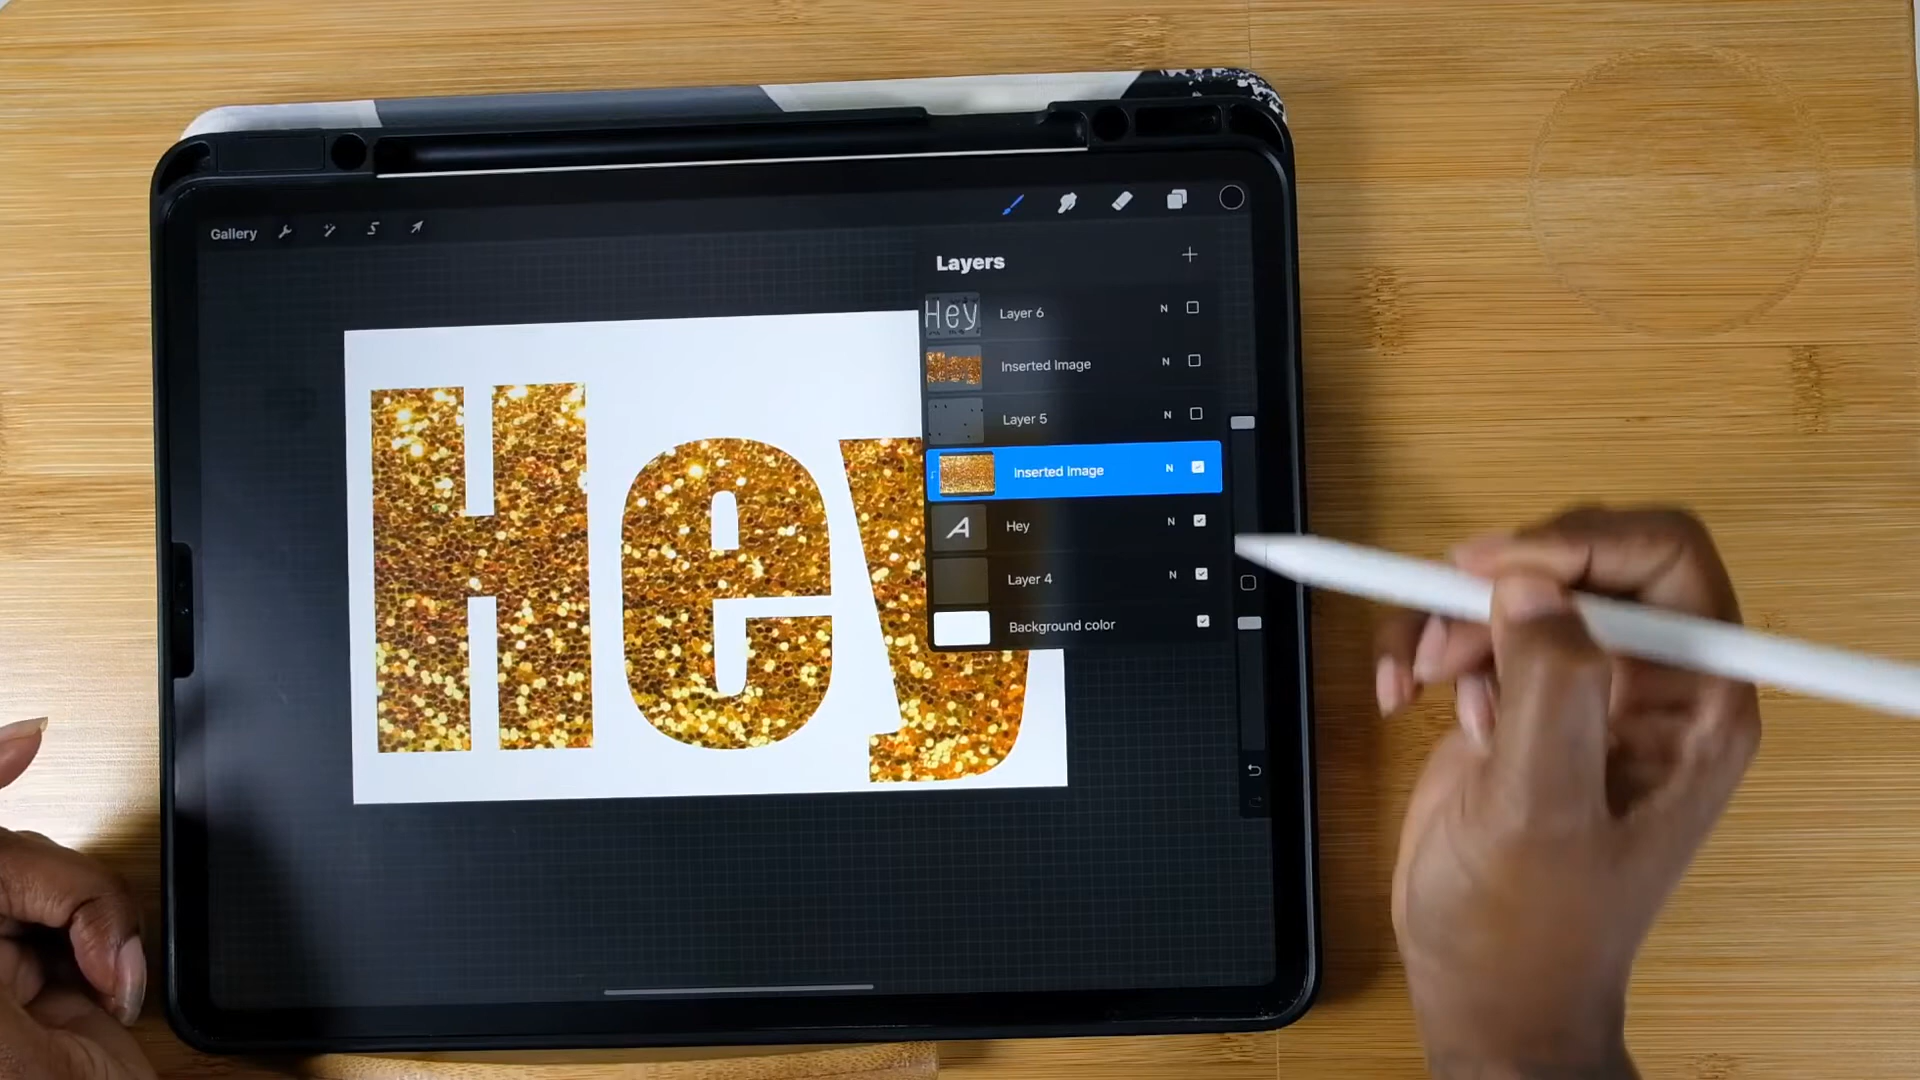 Gallery
Layers
Hey Layer 6 N
Inserted Image N
Layer 5 N
Inserted Image N
A Hey N
Layer 4 N
Background color
Hey